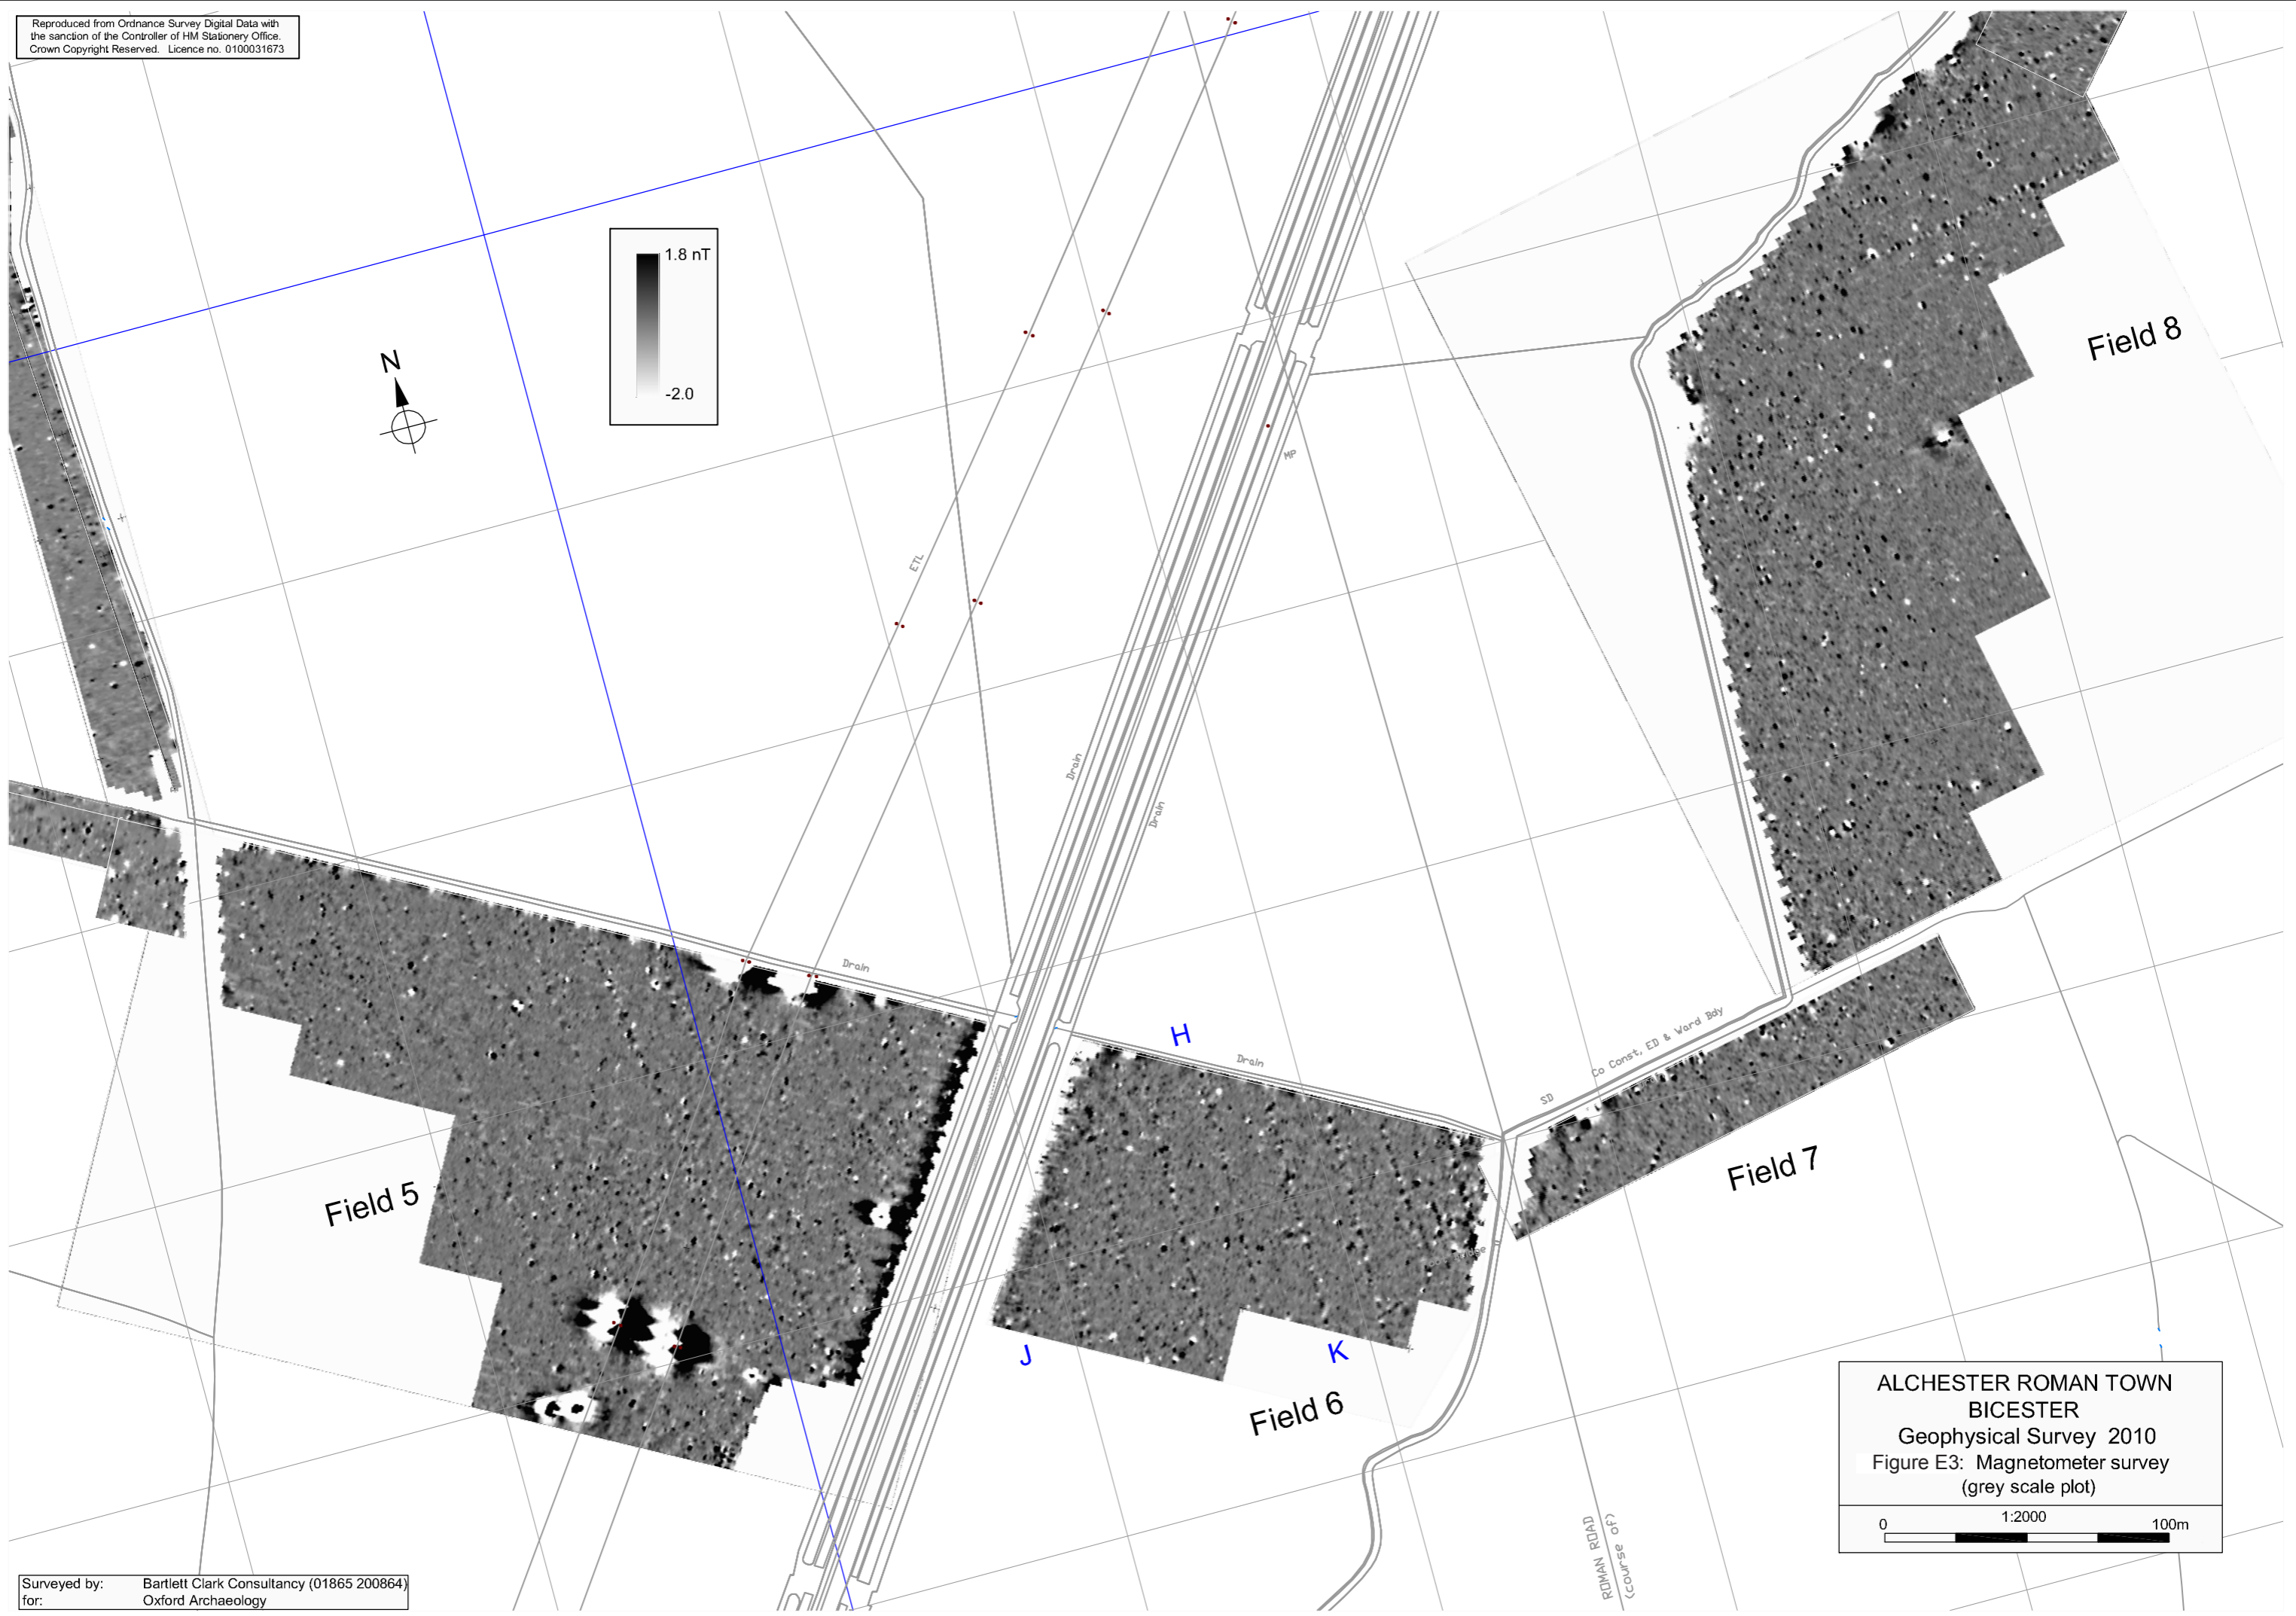 Reproduced from Ordnance Survey Digital Data with
the sanction of the Controller of HM Stationery Office.
Crown Copyright Reserved. Licence no. 0100031673
N
1.8 nT
-2.0
Field 8
MP
ETL
Drain
Drain
Drain
H
Drain
Co Const, ED & Ward Bdy
SD
Field 7
Field 5
J
K
Field 6
ROMAN ROAD
(course of)
ALCHESTER ROMAN TOWN
BICESTER
Geophysical Survey 2010
Figure E3: Magnetometer survey
(grey scale plot)
1:2000
0 100m
Surveyed by: Bartlett Clark Consultancy (01865 200864)
for: Oxford Archaeology